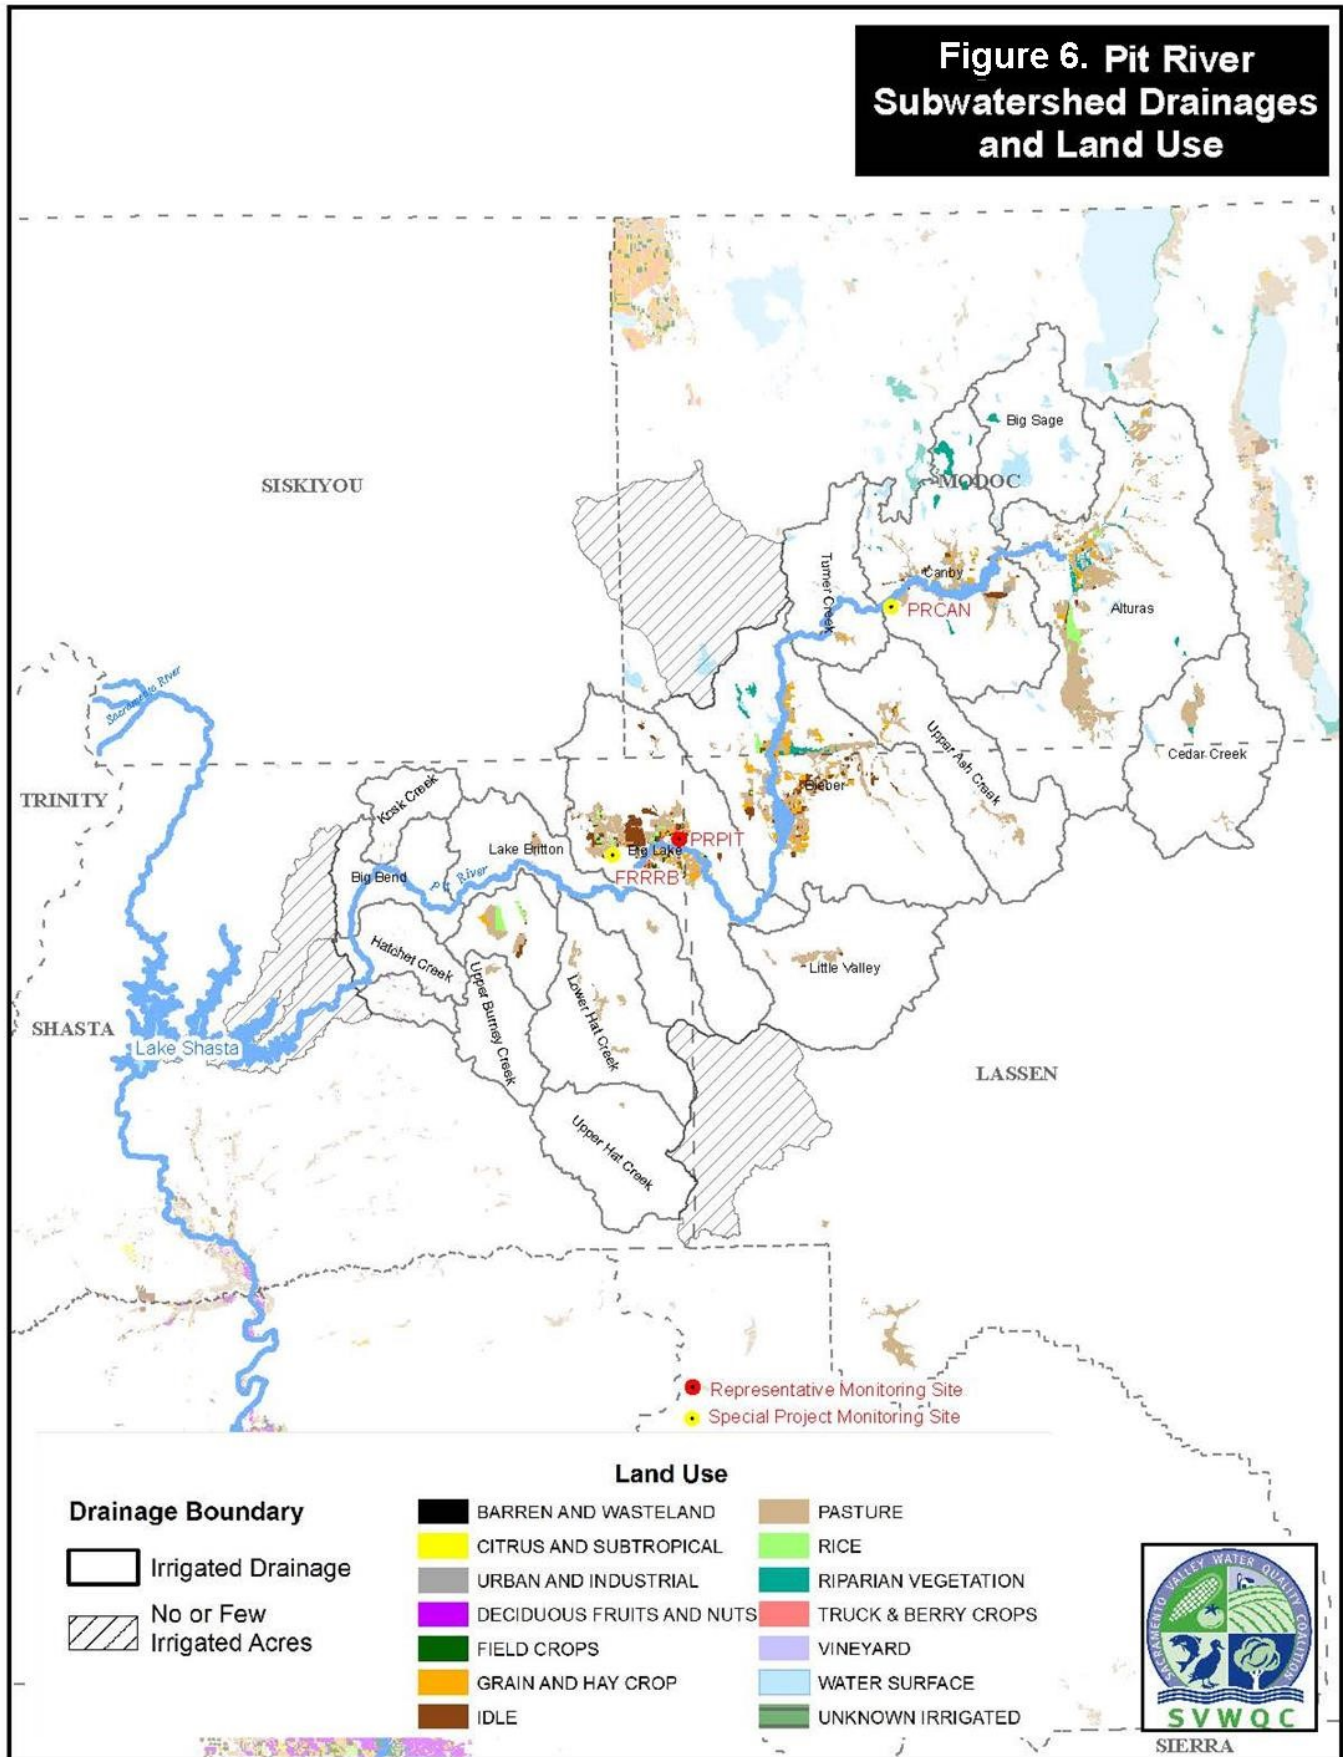 Figure 6. Pit River
Subwatershed Drainages
and Land Use
Big Sage
SISKIYOU
MODOC
Turner Creek
Canby
PRCAN
Alturas
Sacramento River
Upper Ash Creek
Cedar Creek
TRINITY
Kosk Creek
Bieber
Lake Britton
Big Lake
PRPIT
Big Bend
Pit River
FRRRB
Hatchet Creek
Upper Burney Creek
Lower Hat Creek
Little Valley
SHASTA
Lake Shasta
LASSEN
Upper Hat Creek
Representative Monitoring Site
Special Project Monitoring Site
Land Use
Drainage Boundary
Irrigated Drainage
No or Few
Irrigated Acres
BARREN AND WASTELAND
CITRUS AND SUBTROPICAL
URBAN AND INDUSTRIAL
DECIDUOUS FRUITS AND NUTS
FIELD CROPS
GRAIN AND HAY CROP
IDLE
PASTURE
RICE
RIPARIAN VEGETATION
TRUCK & BERRY CROPS
VINEYARD
WATER SURFACE
UNKNOWN IRRIGATED
SACRAMENTO VALLEY WATER QUALITY COALITION
SVWQC
SIERRA